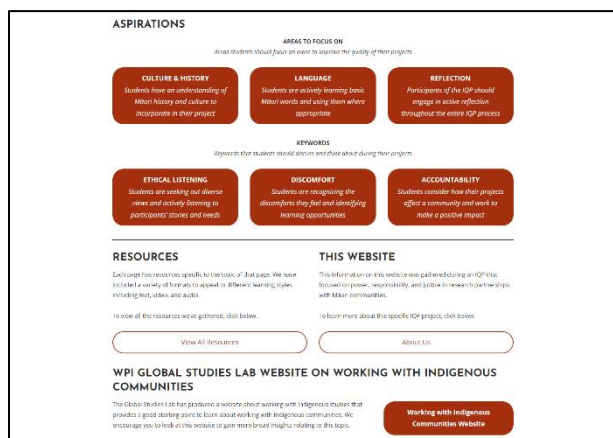 ASPIRATIONS
AREAS TO FOCUS ON
Areas students should focus on learn to improve the quality of their projects
CULTURE & HISTORY
Students have an understanding of
Māori history and culture to
incorporate in their project
LANGUAGE
Students are actively learning basic
Māori words and using them where
appropriate
REFLECTION
Participants of the IQP should
engage in active reflection
throughout the entire IQP process
KEYWORDS
Keywords that students should discuss and think about during their projects
ETHICAL LISTENING
Students are seeking out diverse
views and actively listening to
participants' stories and needs
DISCOMFORT
Students are recognizing the
discomforts they feel and identifying
learning opportunities
ACCOUNTABILITY
Students consider how their projects
affect a community and work to
make a positive impact
RESOURCES
Each page has resources specific to the topic of that page. We have
included a variety of formats to appeal to different learning styles,
including text, video, and audio.
To view all the resources we've gathered, click below.
View All Resources
THIS WEBSITE
This information on this website was gathered during an IQP that
focused on power, responsibility, and justice in research partnerships
with Māori communities.
To learn more about this specific IQP project, click below.
About Us
WPI GLOBAL STUDIES LAB WEBSITE ON WORKING WITH INDIGENOUS
COMMUNITIES
The Global Studies Lab has produced a website about working with indigenous studies that
provides a good starting point to learn about working with indigenous communities. We
encourage you to look at this website to gain more broad insights relating to this topic.
Working with Indigenous
Communities Website